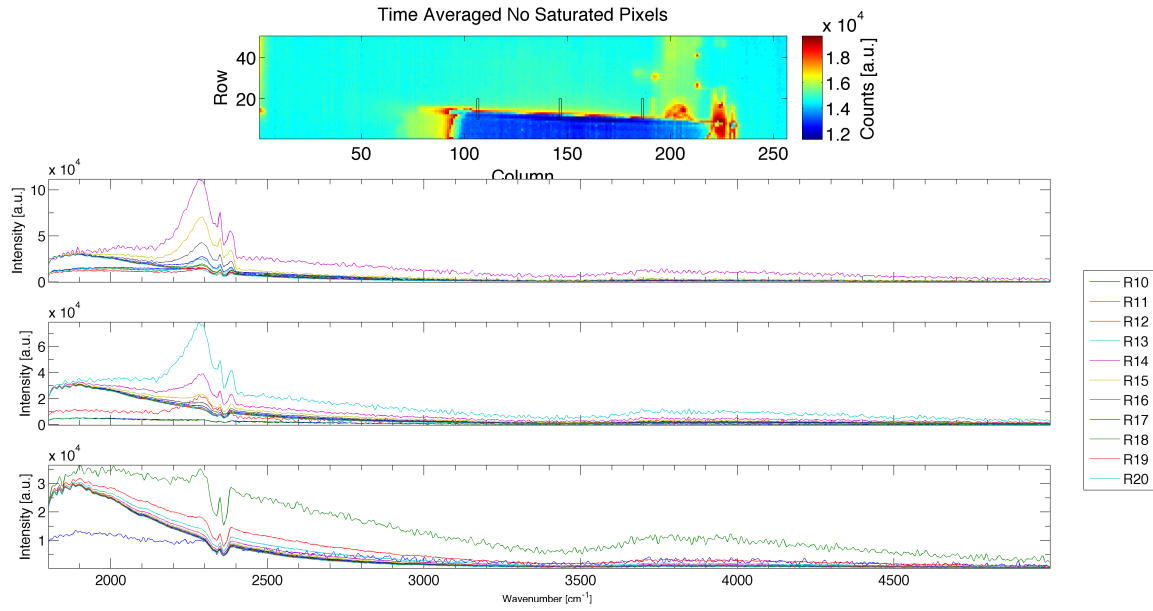 Time Averaged No Saturated Pixels
x 10^4
40
20
Row
50 100 150 200 250
Column
1.8
1.6
1.4
1.2
Counts [a.u.]
x 10^4
10
5
0
Intensity [a.u.]
x 10^4
6
4
2
0
Intensity [a.u.]
x 10^4
3
2
1
Intensity [a.u.]
2000 2500 3000 3500 4000 4500
Wavenumber [cm^-1]
R10
R11
R12
R13
R14
R15
R16
R17
R18
R19
R20